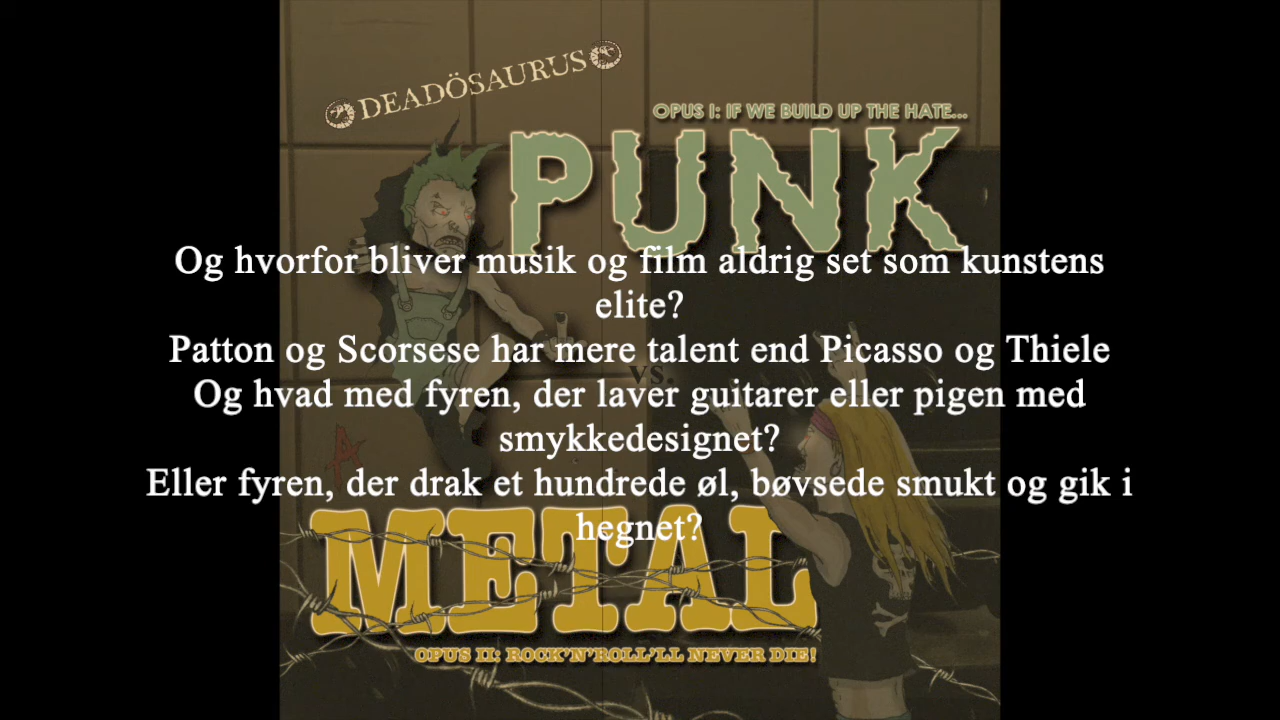 DEADÖSAURUS
OPUS I: IF WE BUILD UP THE HATE...
PUNK
Og hvorfor bliver musik og film aldrig set som kunstens
elite?
Patton og Scorsese har mere talent end Picasso og Thiele
vs.
Og hvad med fyren, der laver guitarer eller pigen med
smykkedesignet?
Eller fyren, der drak et hundrede øl, bøvsede smukt og gik i
hegnet?
METAL
OPUS II: ROCK'N'ROLL'LL NEVER DIE!